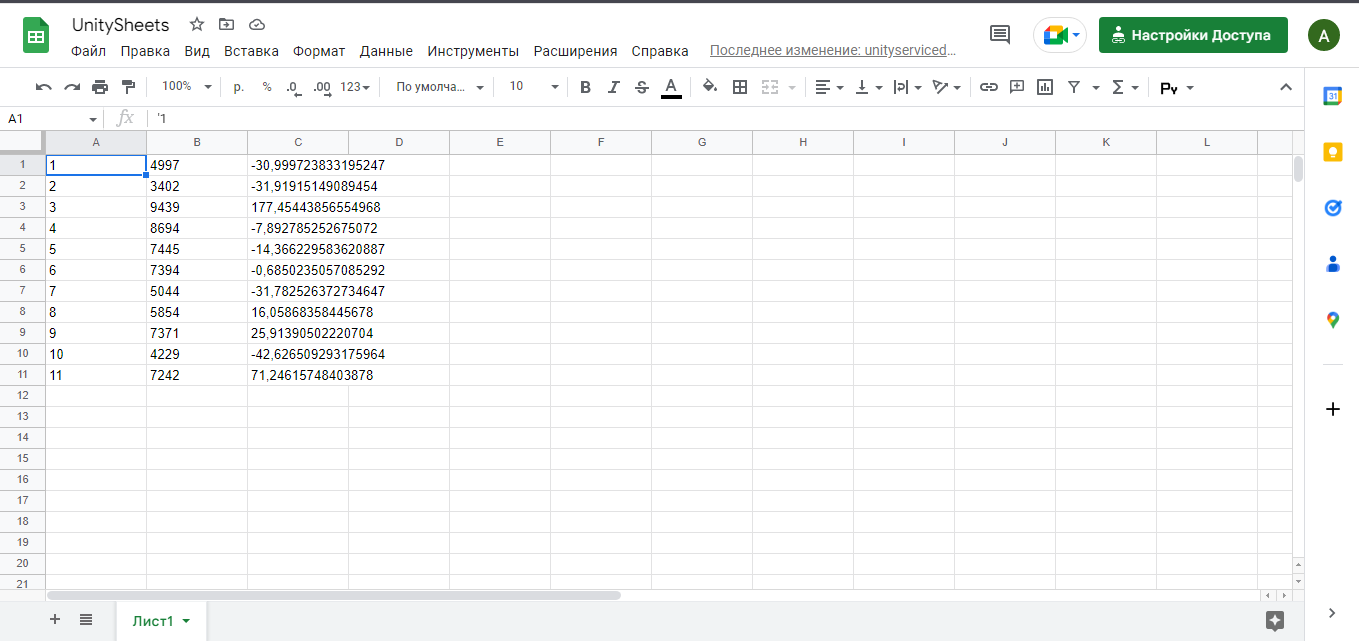 UnitySheets
Файл Правка Вид Вставка Формат Данные Инструменты Расширения Справка Последнее изменение: unityserviced…
Настройки Доступа
A
100% р. % .0 .00 123 По умолча... 10 B I S A Σ Ру
31
A1 fx '1
A B C D E F G H I J K L
1 1 4997 -30,999723833195247
2 2 3402 -31,91915149089454
3 3 9439 177,45443856554968
4 4 8694 -7,892785252675072
5 5 7445 -14,366229583620887
6 6 7394 -0,6850235057085292
7 7 5044 -31,782526372734647
8 8 5854 16,05868358445678
9 9 7371 25,91390502220704
10 10 4229 -42,626509293175964
11 11 7242 71,24615748403878
12
13
14
15
16
17
18
19
20
21
Лист1